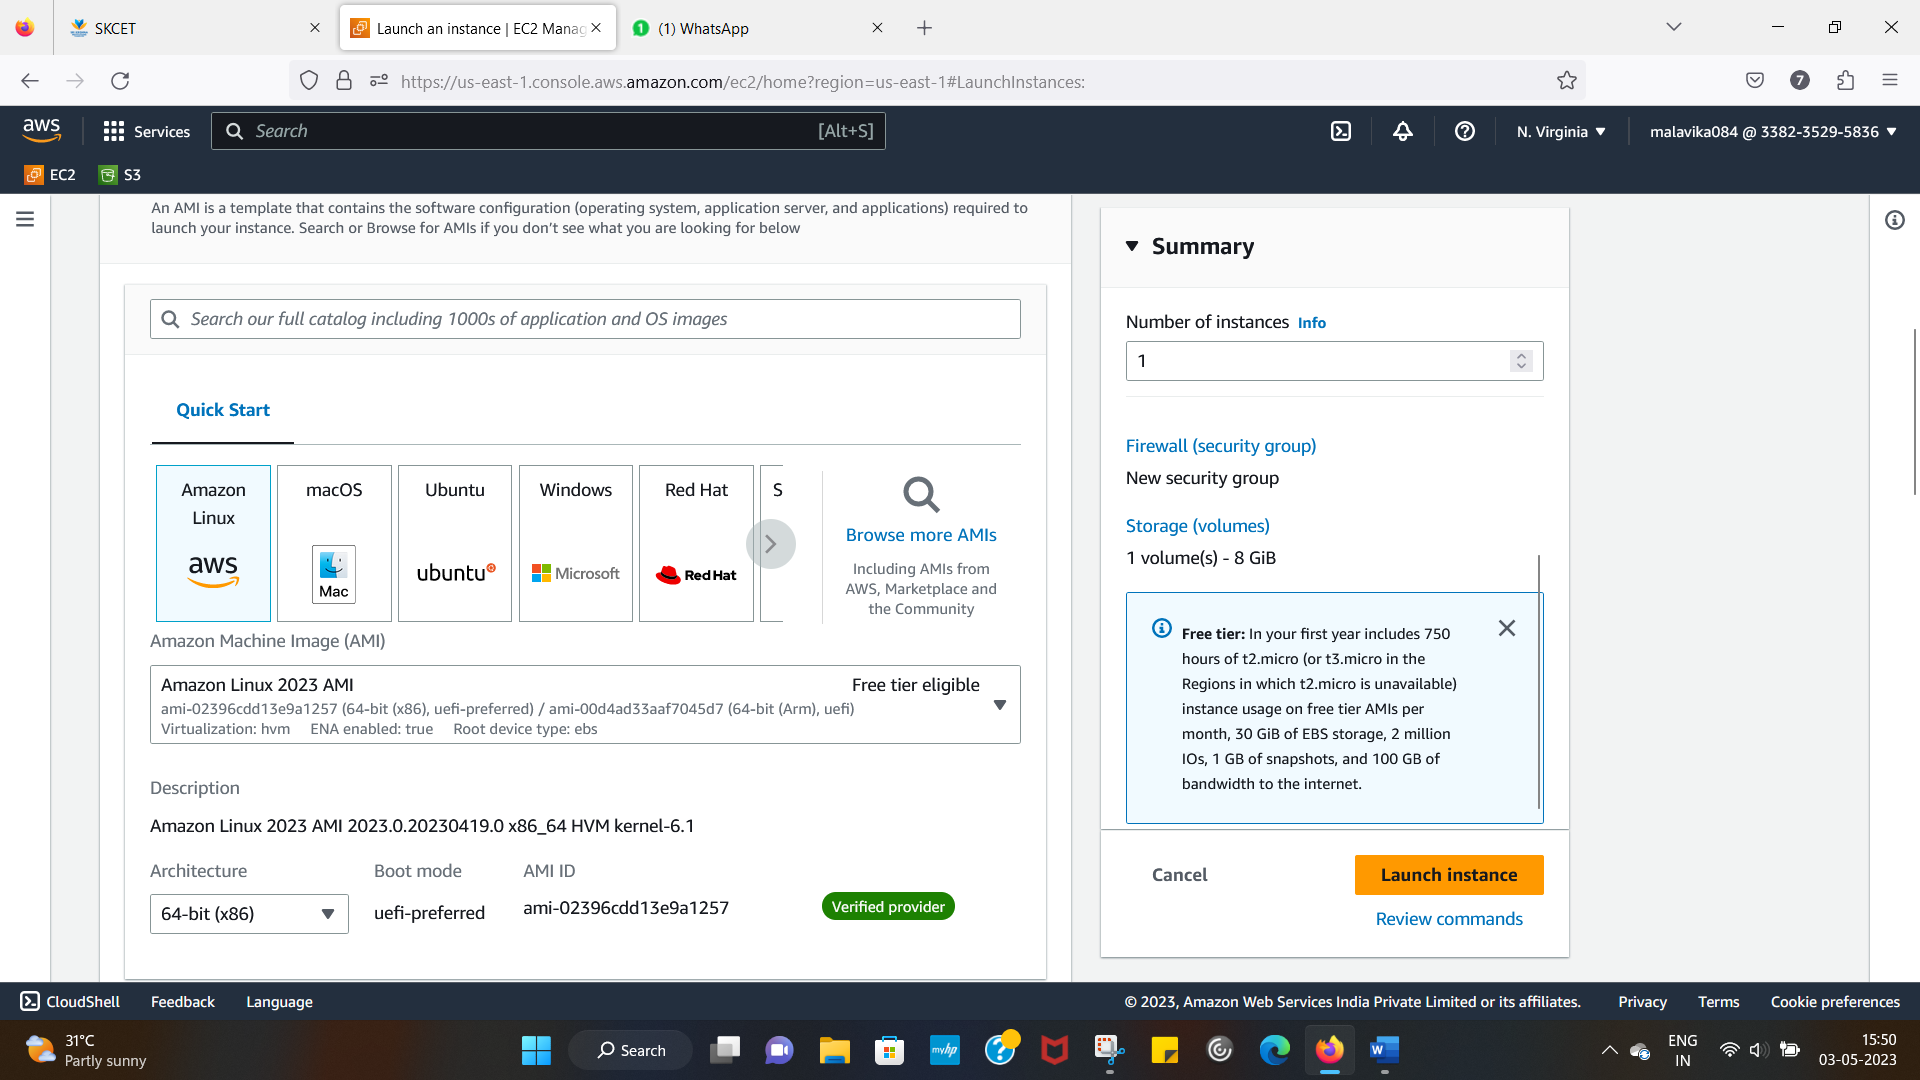 SKCET
Launch an instance | EC2 Manag
(1) WhatsApp
https://us-east-1.console.aws.amazon.com/ec2/home?region=us-east-1#LaunchInstances:
7
aws
Services
Search
[Alt+S]
N. Virginia
malavika084 @ 3382-3529-5836
EC2
S3
An AMI is a template that contains the software configuration (operating system, application server, and applications) required to
launch your instance. Search or Browse for AMIs if you don’t see what you are looking for below
Search our full catalog including 1000s of application and OS images
Quick Start
Amazon
Linux
aws
macOS
Mac
Ubuntu
ubuntu
Windows
Microsoft
Red Hat
Red Hat
S
Browse more AMIs
Including AMIs from
AWS, Marketplace and
the Community
Amazon Machine Image (AMI)
Amazon Linux 2023 AMI
Free tier eligible
ami-02396cdd13e9a1257 (64-bit (x86), uefi-preferred) / ami-00d4ad33aaf7045d7 (64-bit (Arm), uefi)
Virtualization: hvm ENA enabled: true Root device type: ebs
Description
Amazon Linux 2023 AMI 2023.0.20230419.0 x86_64 HVM kernel-6.1
Architecture
Boot mode
AMI ID
64-bit (x86)
uefi-preferred
ami-02396cdd13e9a1257
Verified provider
Summary
Number of instances Info
1
Firewall (security group)
New security group
Storage (volumes)
1 volume(s) - 8 GiB
Free tier: In your first year includes 750
hours of t2.micro (or t3.micro in the
Regions in which t2.micro is unavailable)
instance usage on free tier AMIs per
month, 30 GiB of EBS storage, 2 million
IOs, 1 GB of snapshots, and 100 GB of
bandwidth to the internet.
Cancel
Launch instance
Review commands
CloudShell
Feedback
Language
© 2023, Amazon Web Services India Private Limited or its affiliates.
Privacy
Terms
Cookie preferences
31°C
Partly sunny
Search
myhp
ENG
IN
15:50
03-05-2023